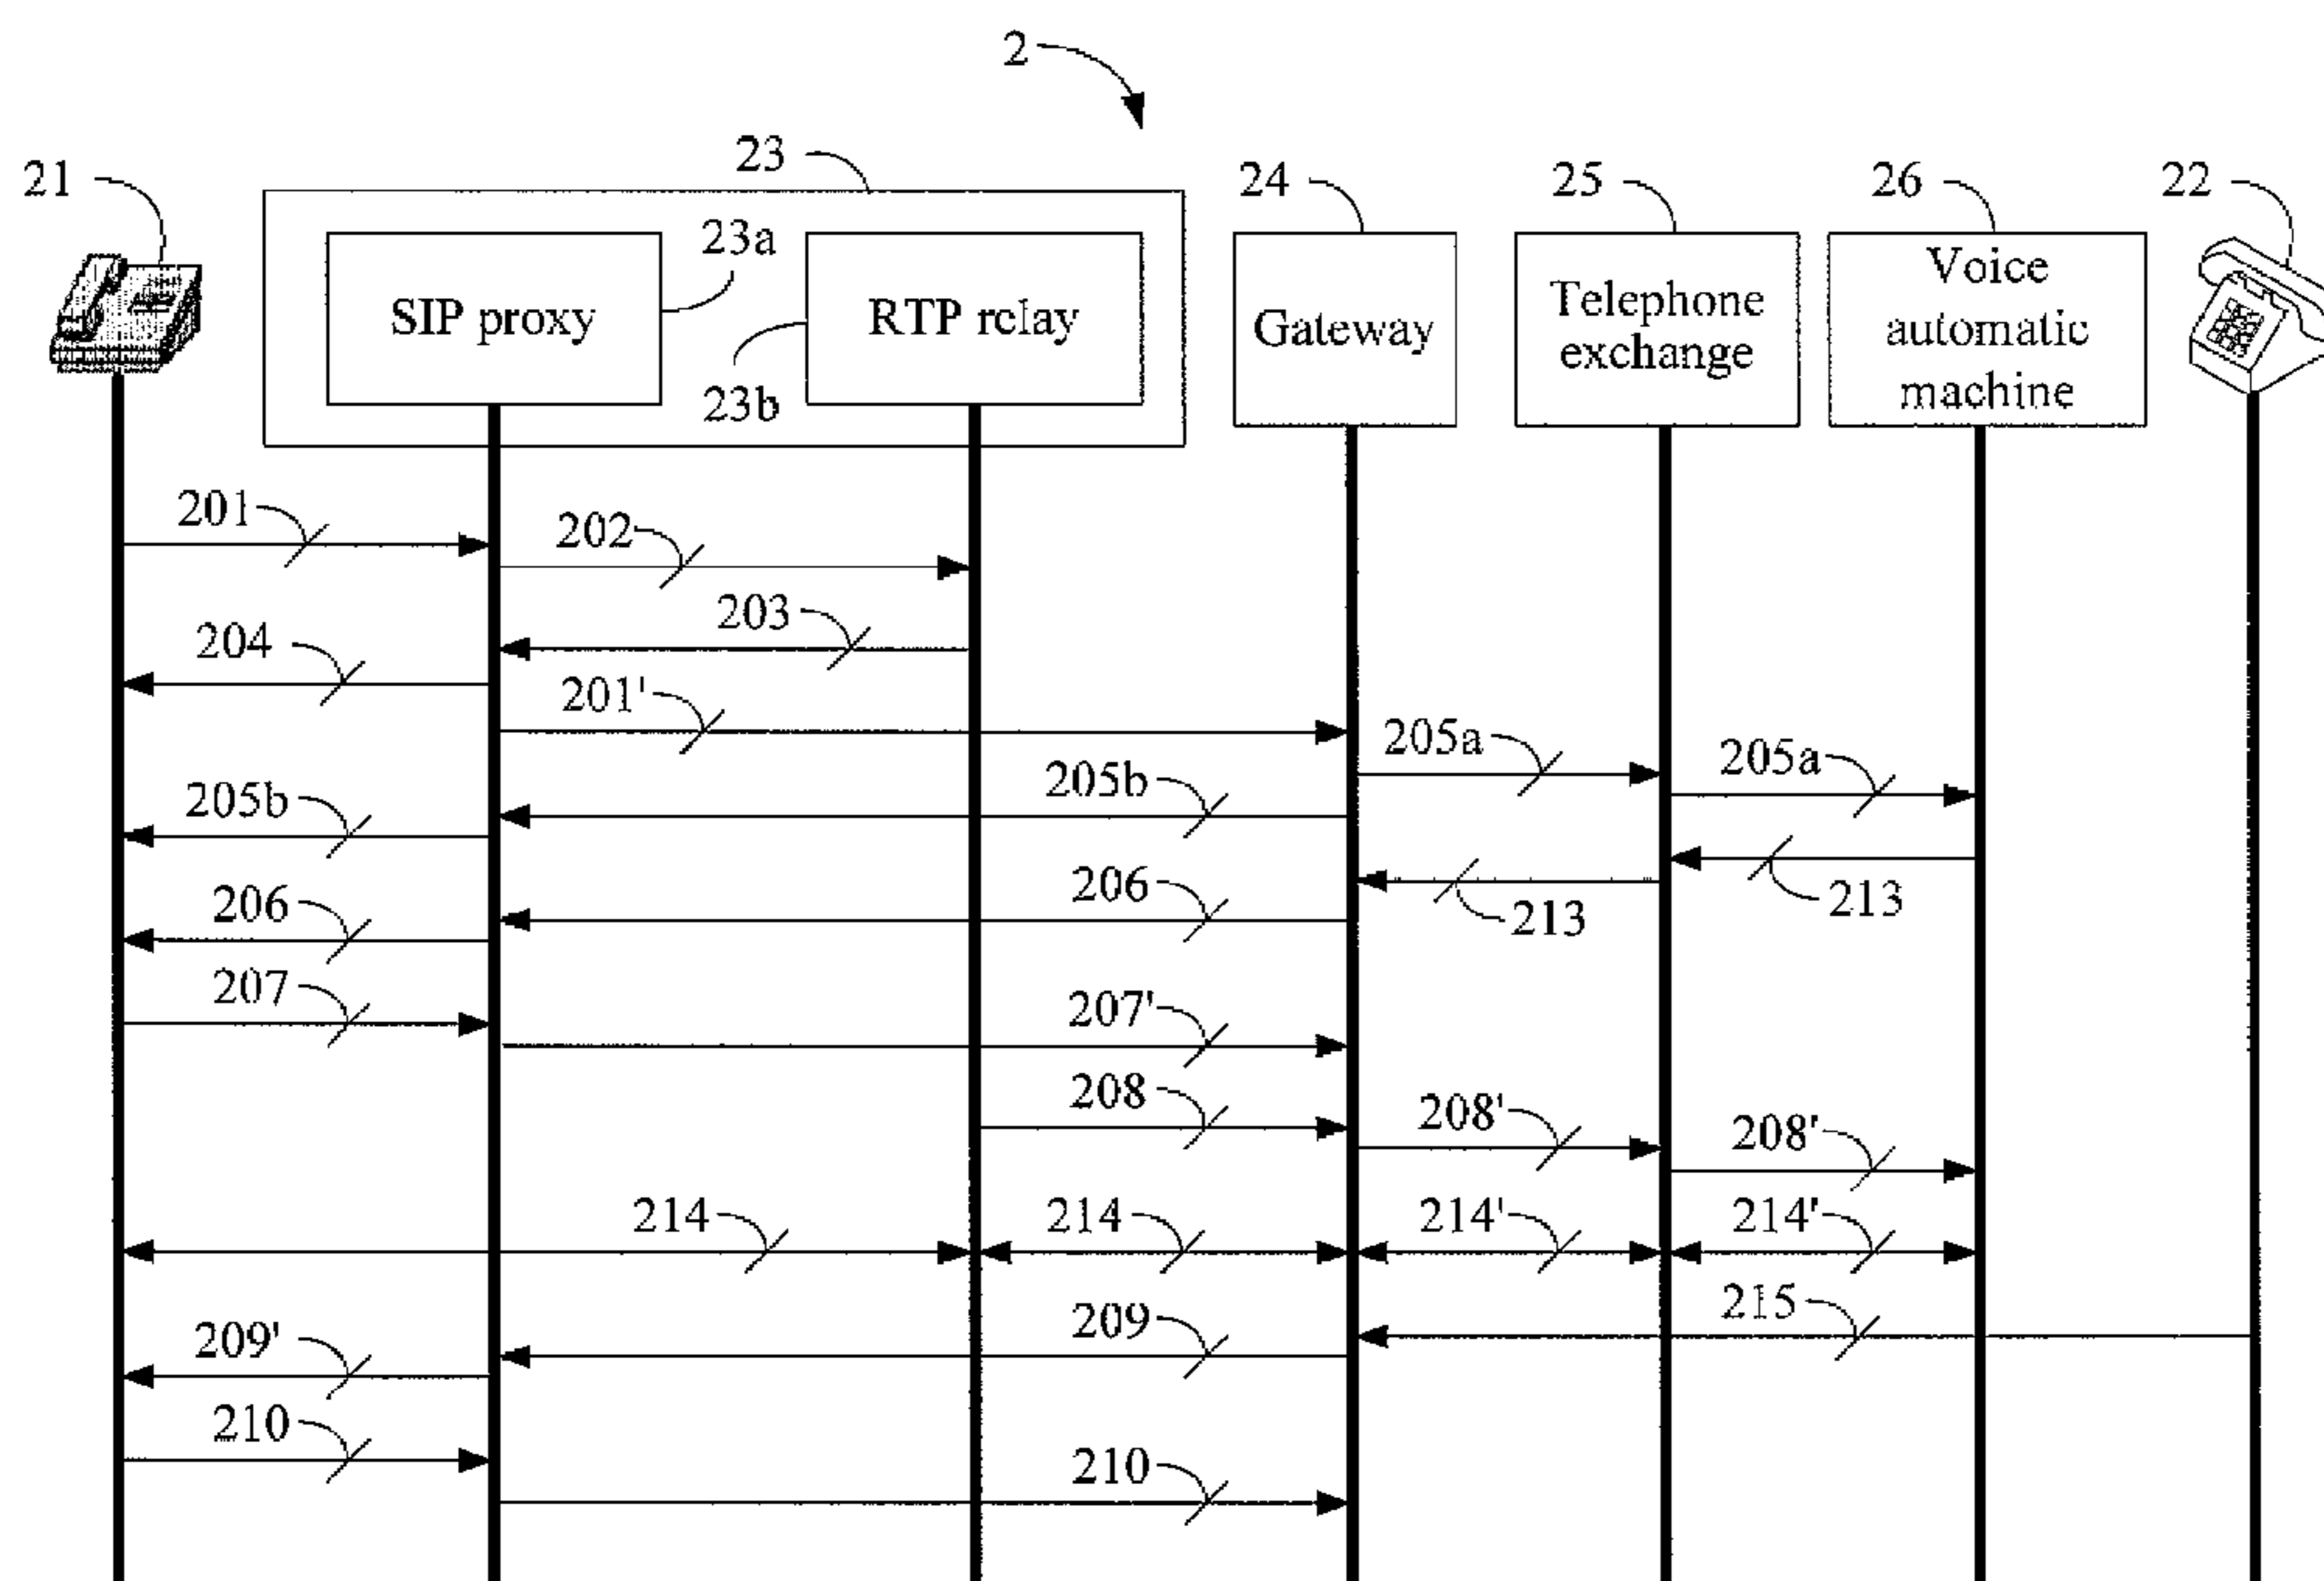 2
23
21
24
25
26
22
23a
SIP proxy
RTP relay
23b
Gateway
Telephone
exchange
Voice
automatic
machine
201
202
203
204
201'
205a
205a
205b
205b
206
213
213
206
207
207'
208
208'
208'
214
214
214'
214'
215
209
209'
210
210